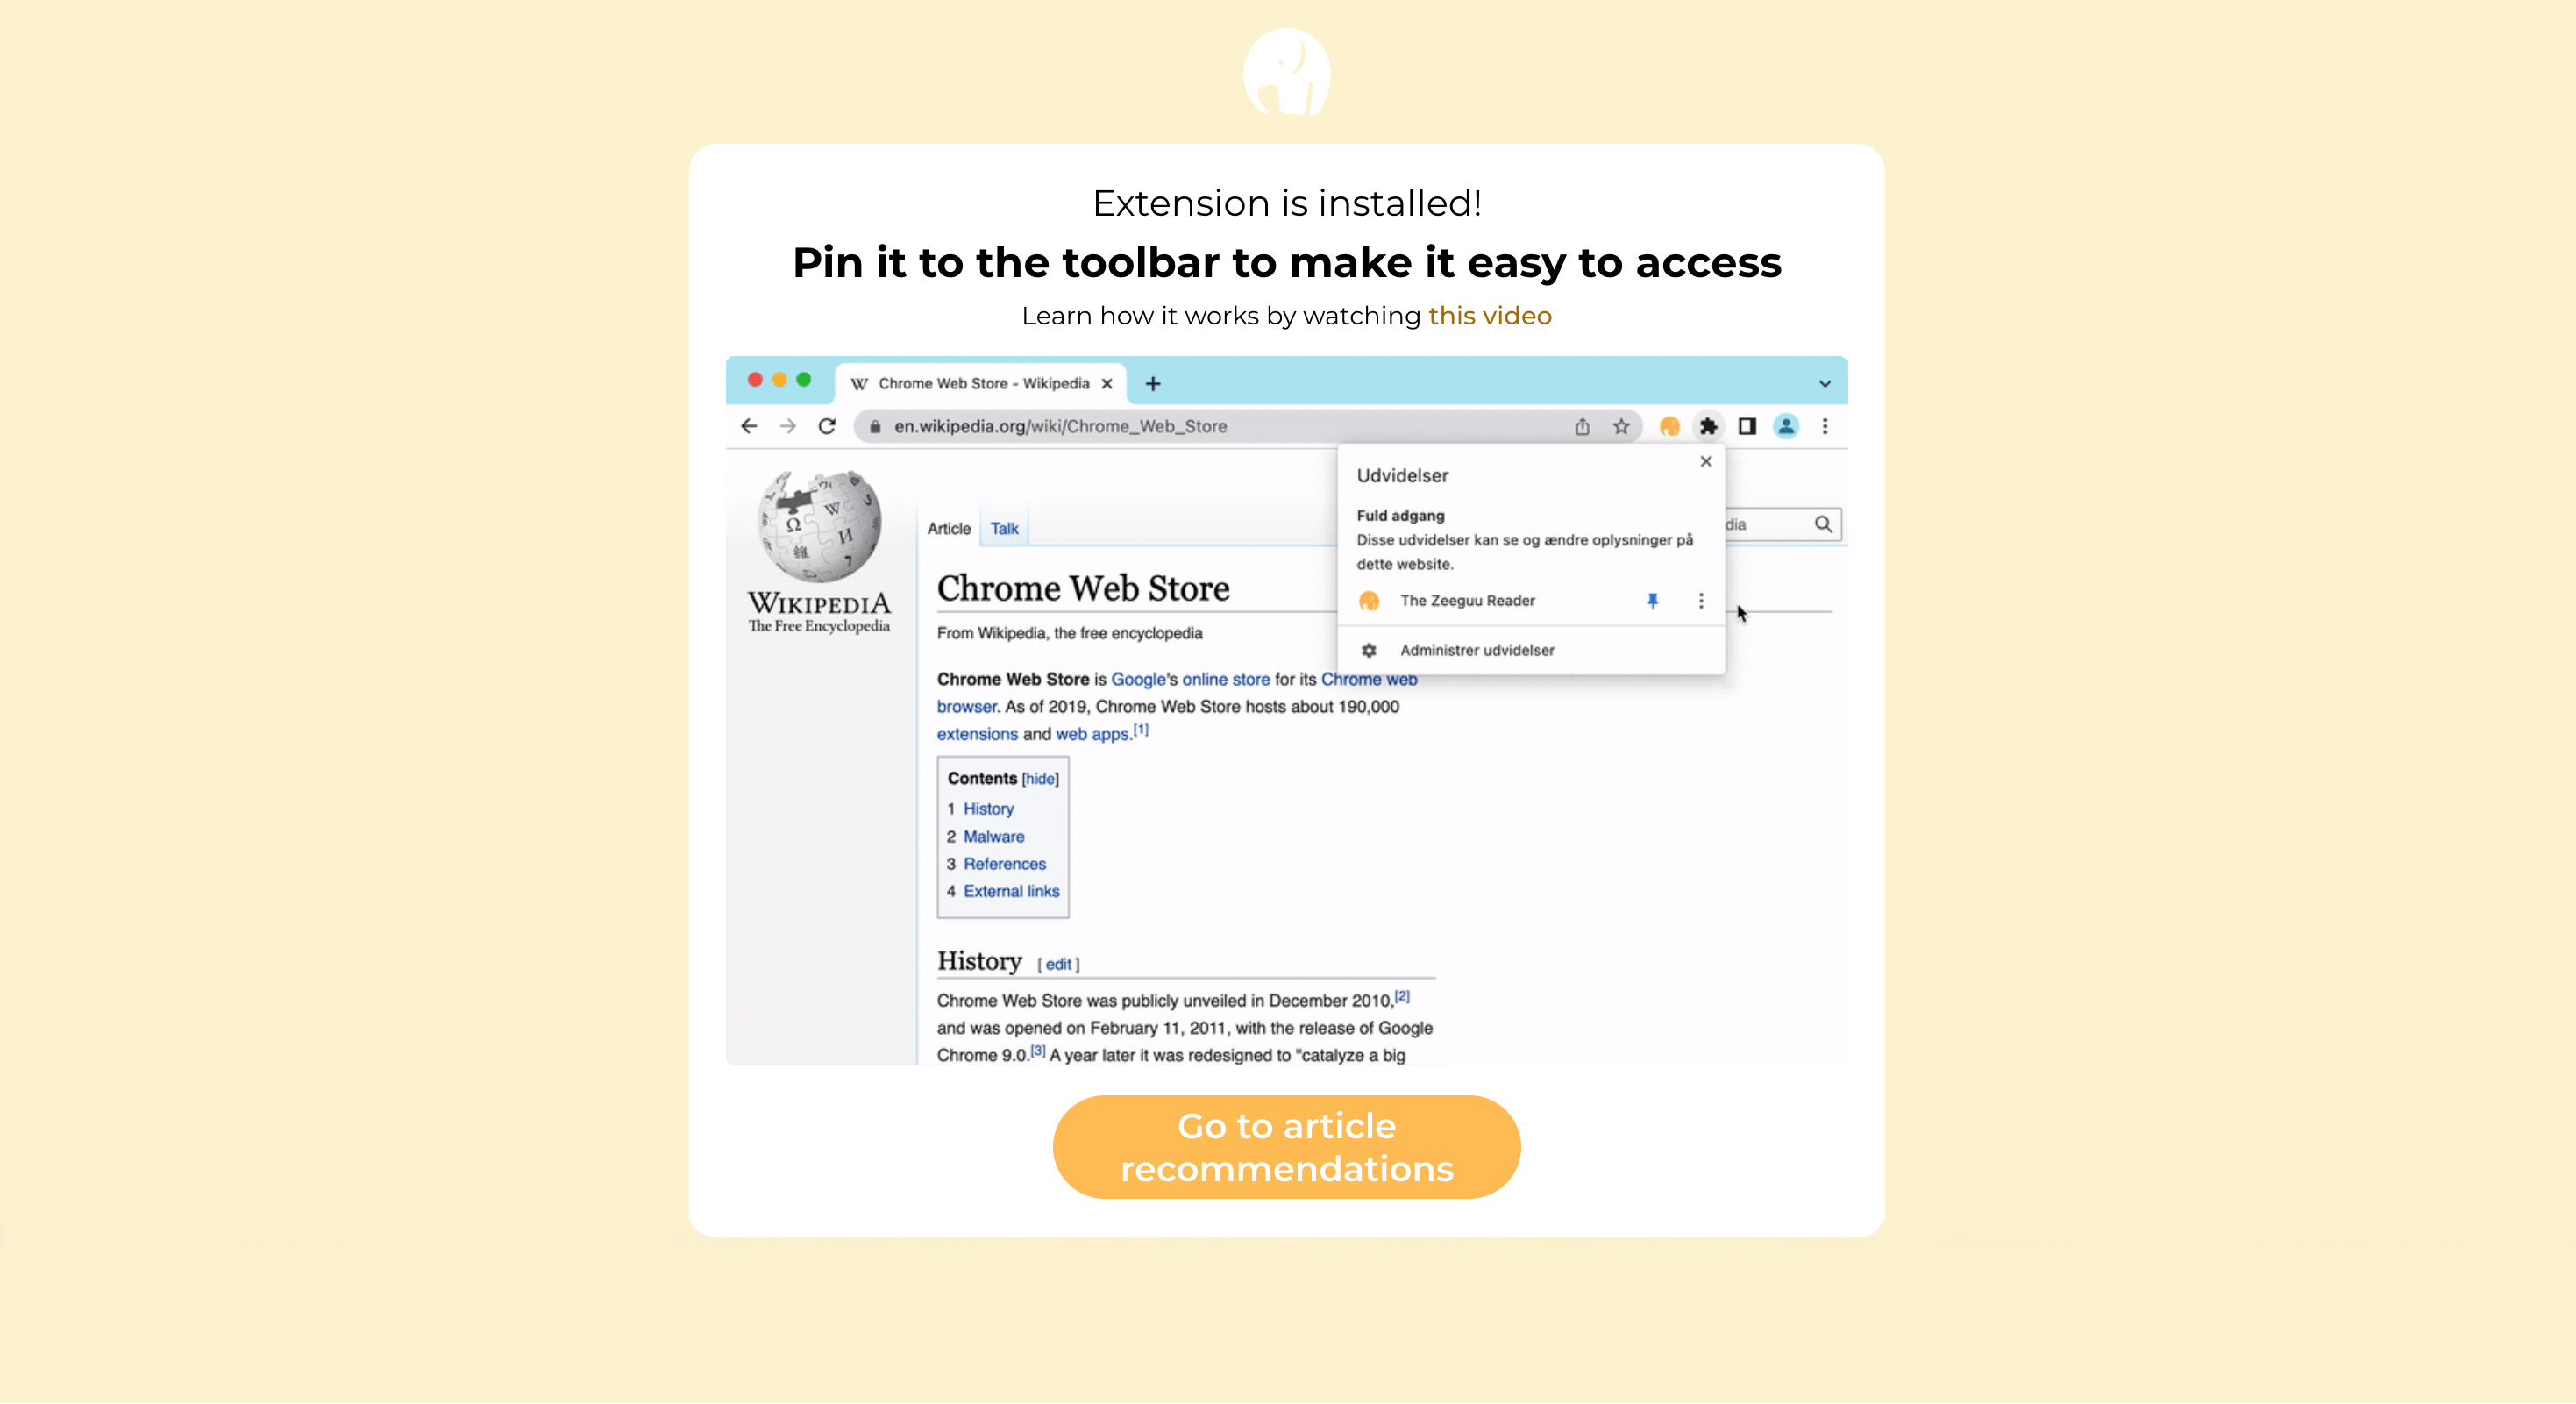 Extension is installed!
Pin it to the toolbar to make it easy to access
Learn how it works by watching this video
W Chrome Web Store - Wikipedia
en.wikipedia.org/wiki/Chrome_Web_Store
Udvidelser
Fuld adgang
Disse udvidelser kan se og ændre oplysninger på
dette website.
The Zeeguu Reader
Administrer udvidelser
dia
WIKIPEDIA
The Free Encyclopedia
Article Talk
Chrome Web Store
From Wikipedia, the free encyclopedia
Chrome Web Store is Google's online store for its Chrome web
browser. As of 2019, Chrome Web Store hosts about 190,000
extensions and web apps.[1]
Contents [hide]
1 History
2 Malware
3 References
4 External links
History [ edit ]
Chrome Web Store was publicly unveiled in December 2010,[2]
and was opened on February 11, 2011, with the release of Google
Chrome 9.0.[3] A year later it was redesigned to "catalyze a big
Go to article
recommendations